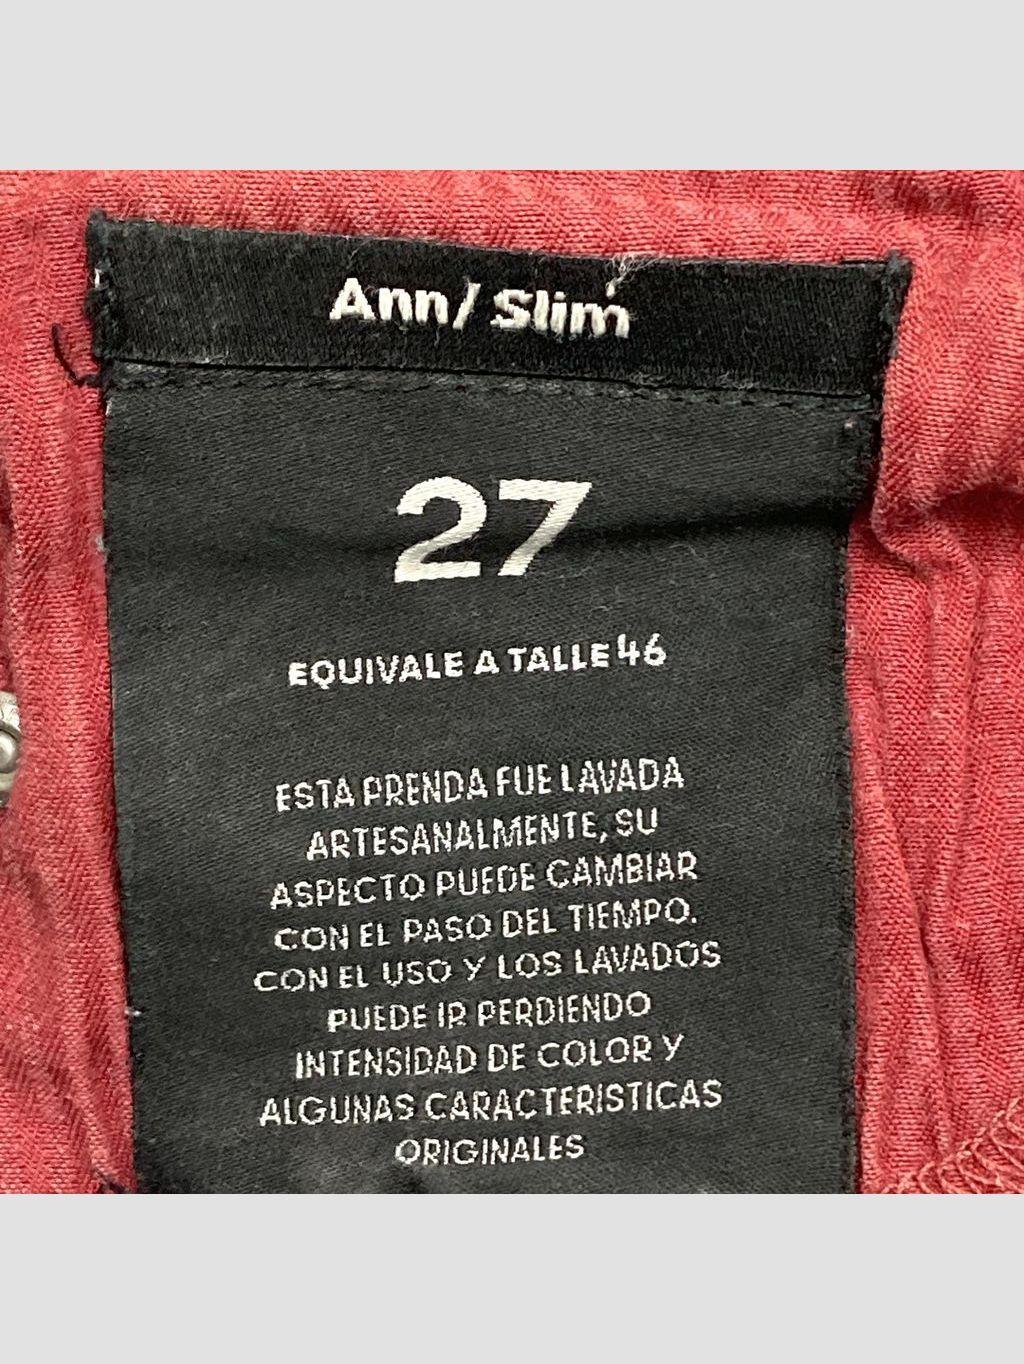 Ann/ Slim
27
EQUIVALE A TALLE 46
ESTA PRENDA FUE LAVADA
ARTESANALMENTE, SU
ASPECTO PUEDE CAMBIAR
CON EL PASO DEL TIEMPO.
CON EL USO Y LOS LAVADOS
PUEDE IR PERDIENDO
INTENSIDAD DE COLOR Y
ALGUNAS CARACTERISTICAS
ORIGINALES